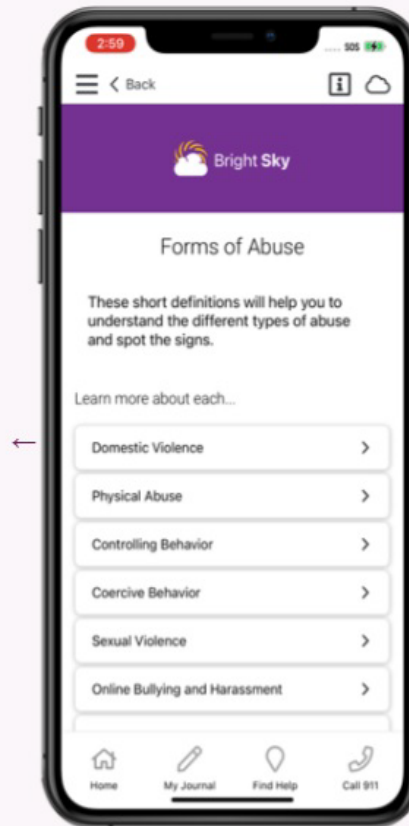 2:59
SOS
Back
Bright Sky
Forms of Abuse
These short definitions will help you to
understand the different types of abuse
and spot the signs.
Learn more about each...
Domestic Violence
Physical Abuse
Controlling Behavior
Coercive Behavior
Sexual Violence
Online Bullying and Harassment
Home
My Journal
Find Help
Call 911